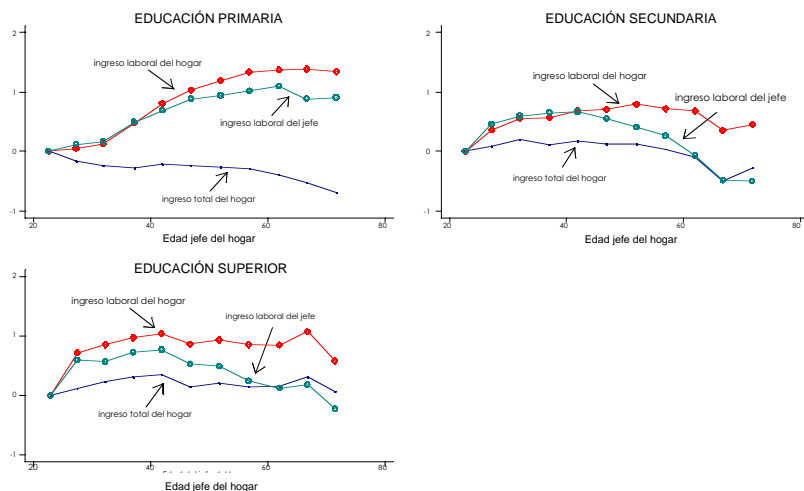 EDUCACIÓN PRIMARIA
2
1
0
-1
ingreso laboral del hogar
ingreso laboral del jefe
ingreso total del hogar
20 40 60 80
Edad jefe del hogar
EDUCACIÓN SECUNDARIA
2
1
0
-1
ingreso laboral del hogar
ingreso laboral del jefe
ingreso total del hogar
20 40 60 80
Edad jefe del hogar
EDUCACIÓN SUPERIOR
2
1
0
-1
ingreso laboral del hogar
ingreso laboral del jefe
ingreso total del hogar
20 40 60 80
Edad jefe del hogar